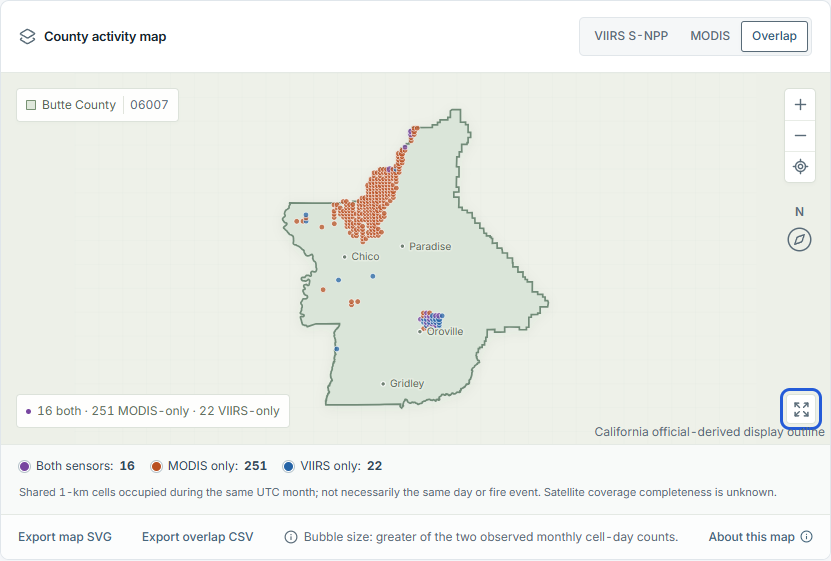 County activity map
VIIRS S-NPP MODIS Overlap
Butte County 06007
N
Paradise
Chico
Oroville
Gridley
16 both · 251 MODIS-only · 22 VIIRS-only
California official-derived display outline
Both sensors: 16 MODIS only: 251 VIIRS only: 22
Shared 1-km cells occupied during the same UTC month; not necessarily the same day or fire event. Satellite coverage completeness is unknown.
Export map SVG Export overlap CSV Bubble size: greater of the two observed monthly cell-day counts. About this map